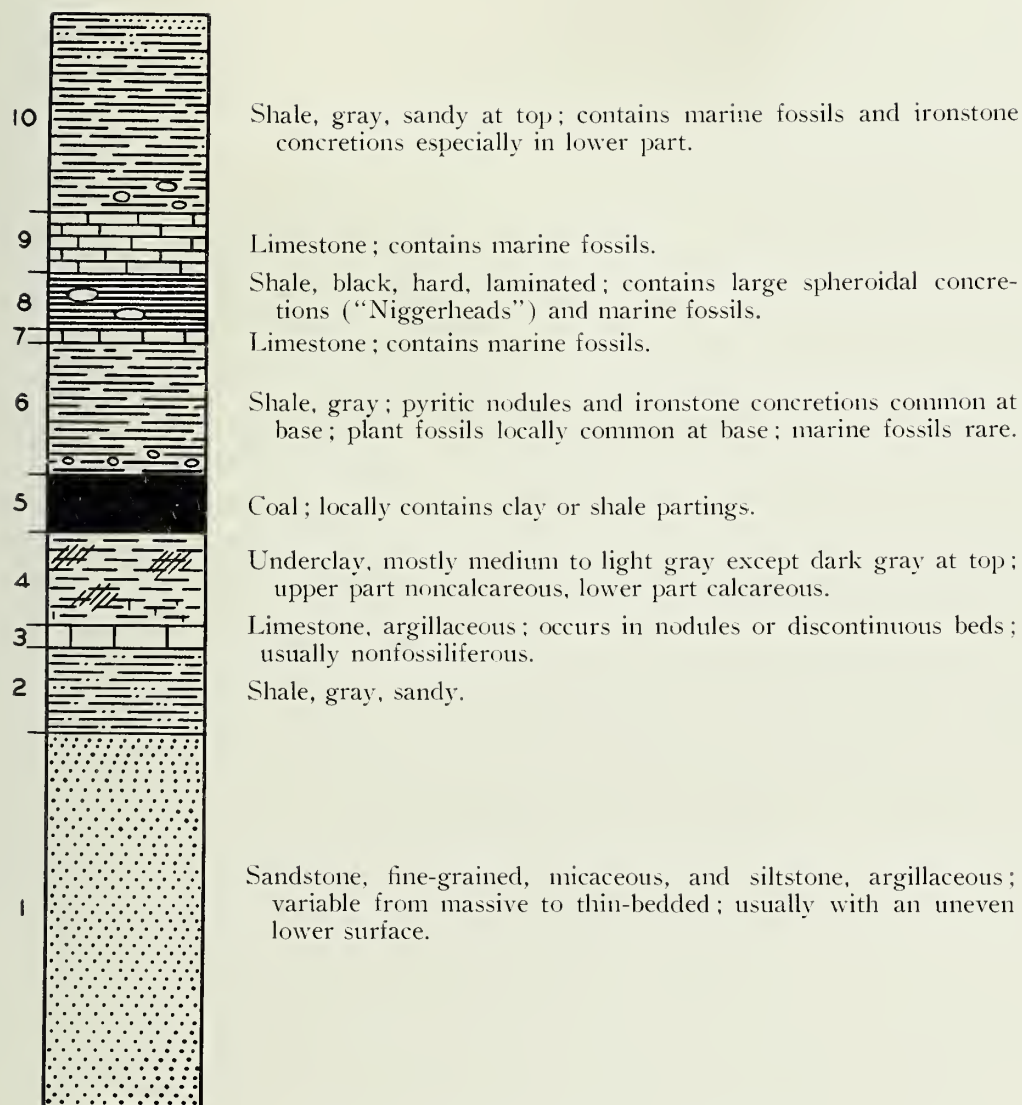 10
Shale, gray, sandy at top; contains marine fossils and ironstone
concretions especially in lower part.
9
Limestone; contains marine fossils.
8
Shale, black, hard, laminated; contains large spheroidal concre-
tions ("Niggerheads") and marine fossils.
7
Limestone; contains marine fossils.
6
Shale, gray; pyritic nodules and ironstone concretions common at
base; plant fossils locally common at base; marine fossils rare.
5
Coal; locally contains clay or shale partings.
4
Underclay, mostly medium to light gray except dark gray at top;
upper part noncalcareous, lower part calcareous.
3
Limestone, argillaceous; occurs in nodules or discontinuous beds;
usually nonfossiliferous.
2
Shale, gray, sandy.
1
Sandstone, fine-grained, micaceous, and siltstone, argillaceous;
variable from massive to thin-bedded; usually with an uneven
lower surface.